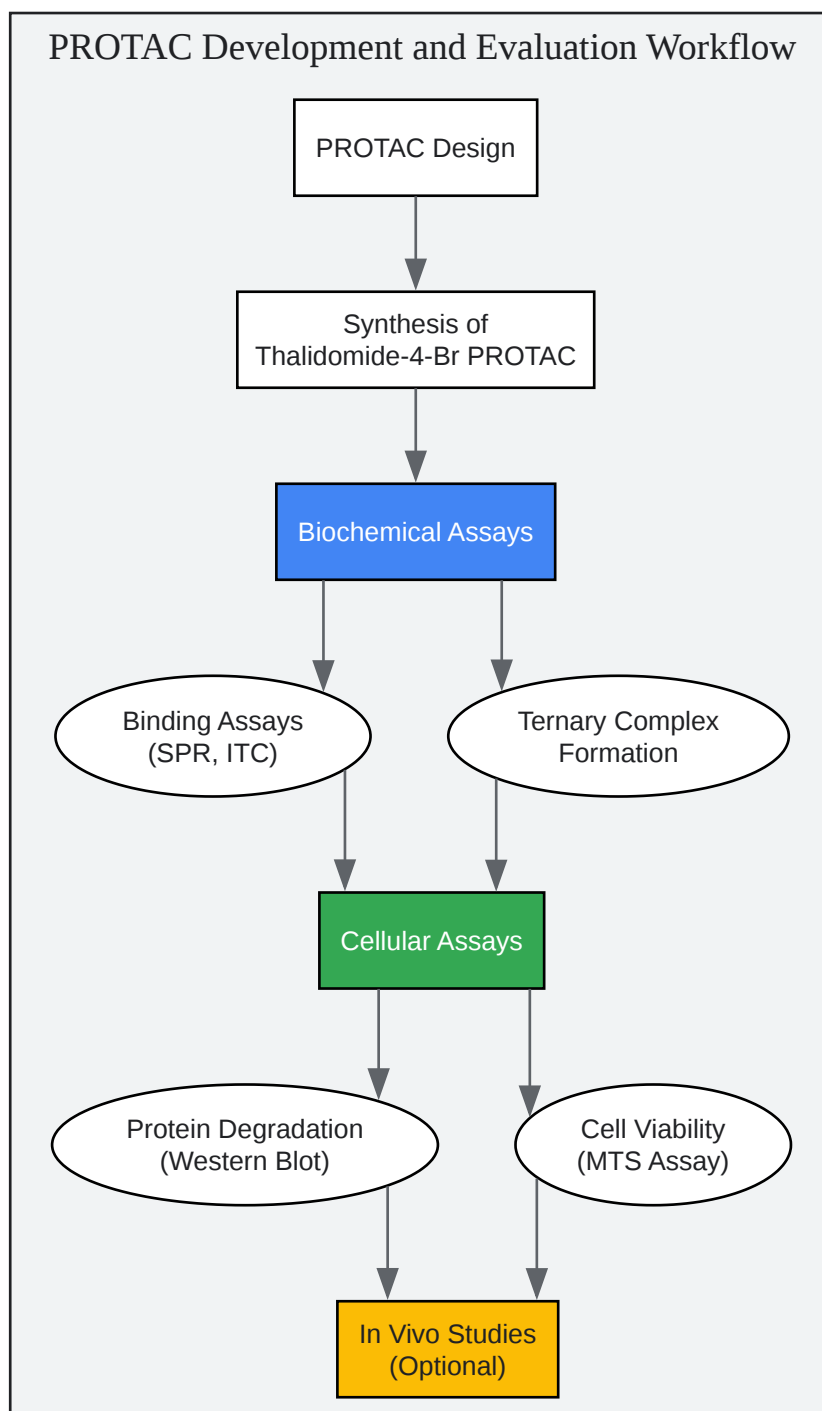 PROTAC Development and Evaluation Workflow
PROTAC Design
Synthesis of
Thalidomide-4-Br PROTAC
Biochemical Assays
Binding Assays
(SPR, ITC)
Ternary Complex
Formation
Cellular Assays
Protein Degradation
(Western Blot)
Cell Viability
(MTS Assay)
In Vivo Studies
(Optional)